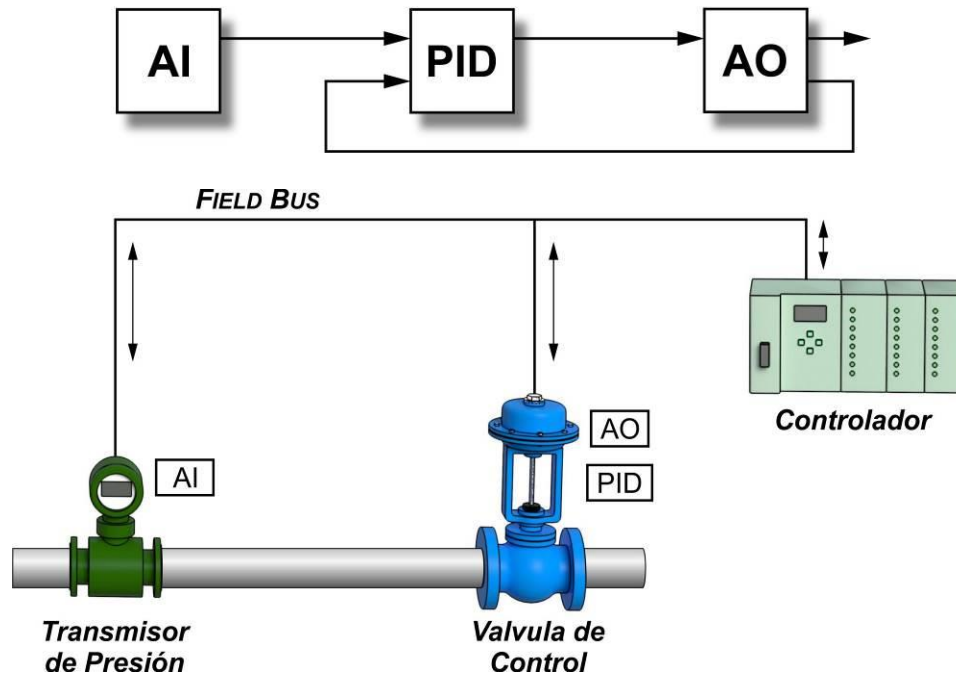 AI
PID
AO
FIELD BUS
AI
AO
PID
Controlador
Transmisor
de Presión
Valvula de
Control